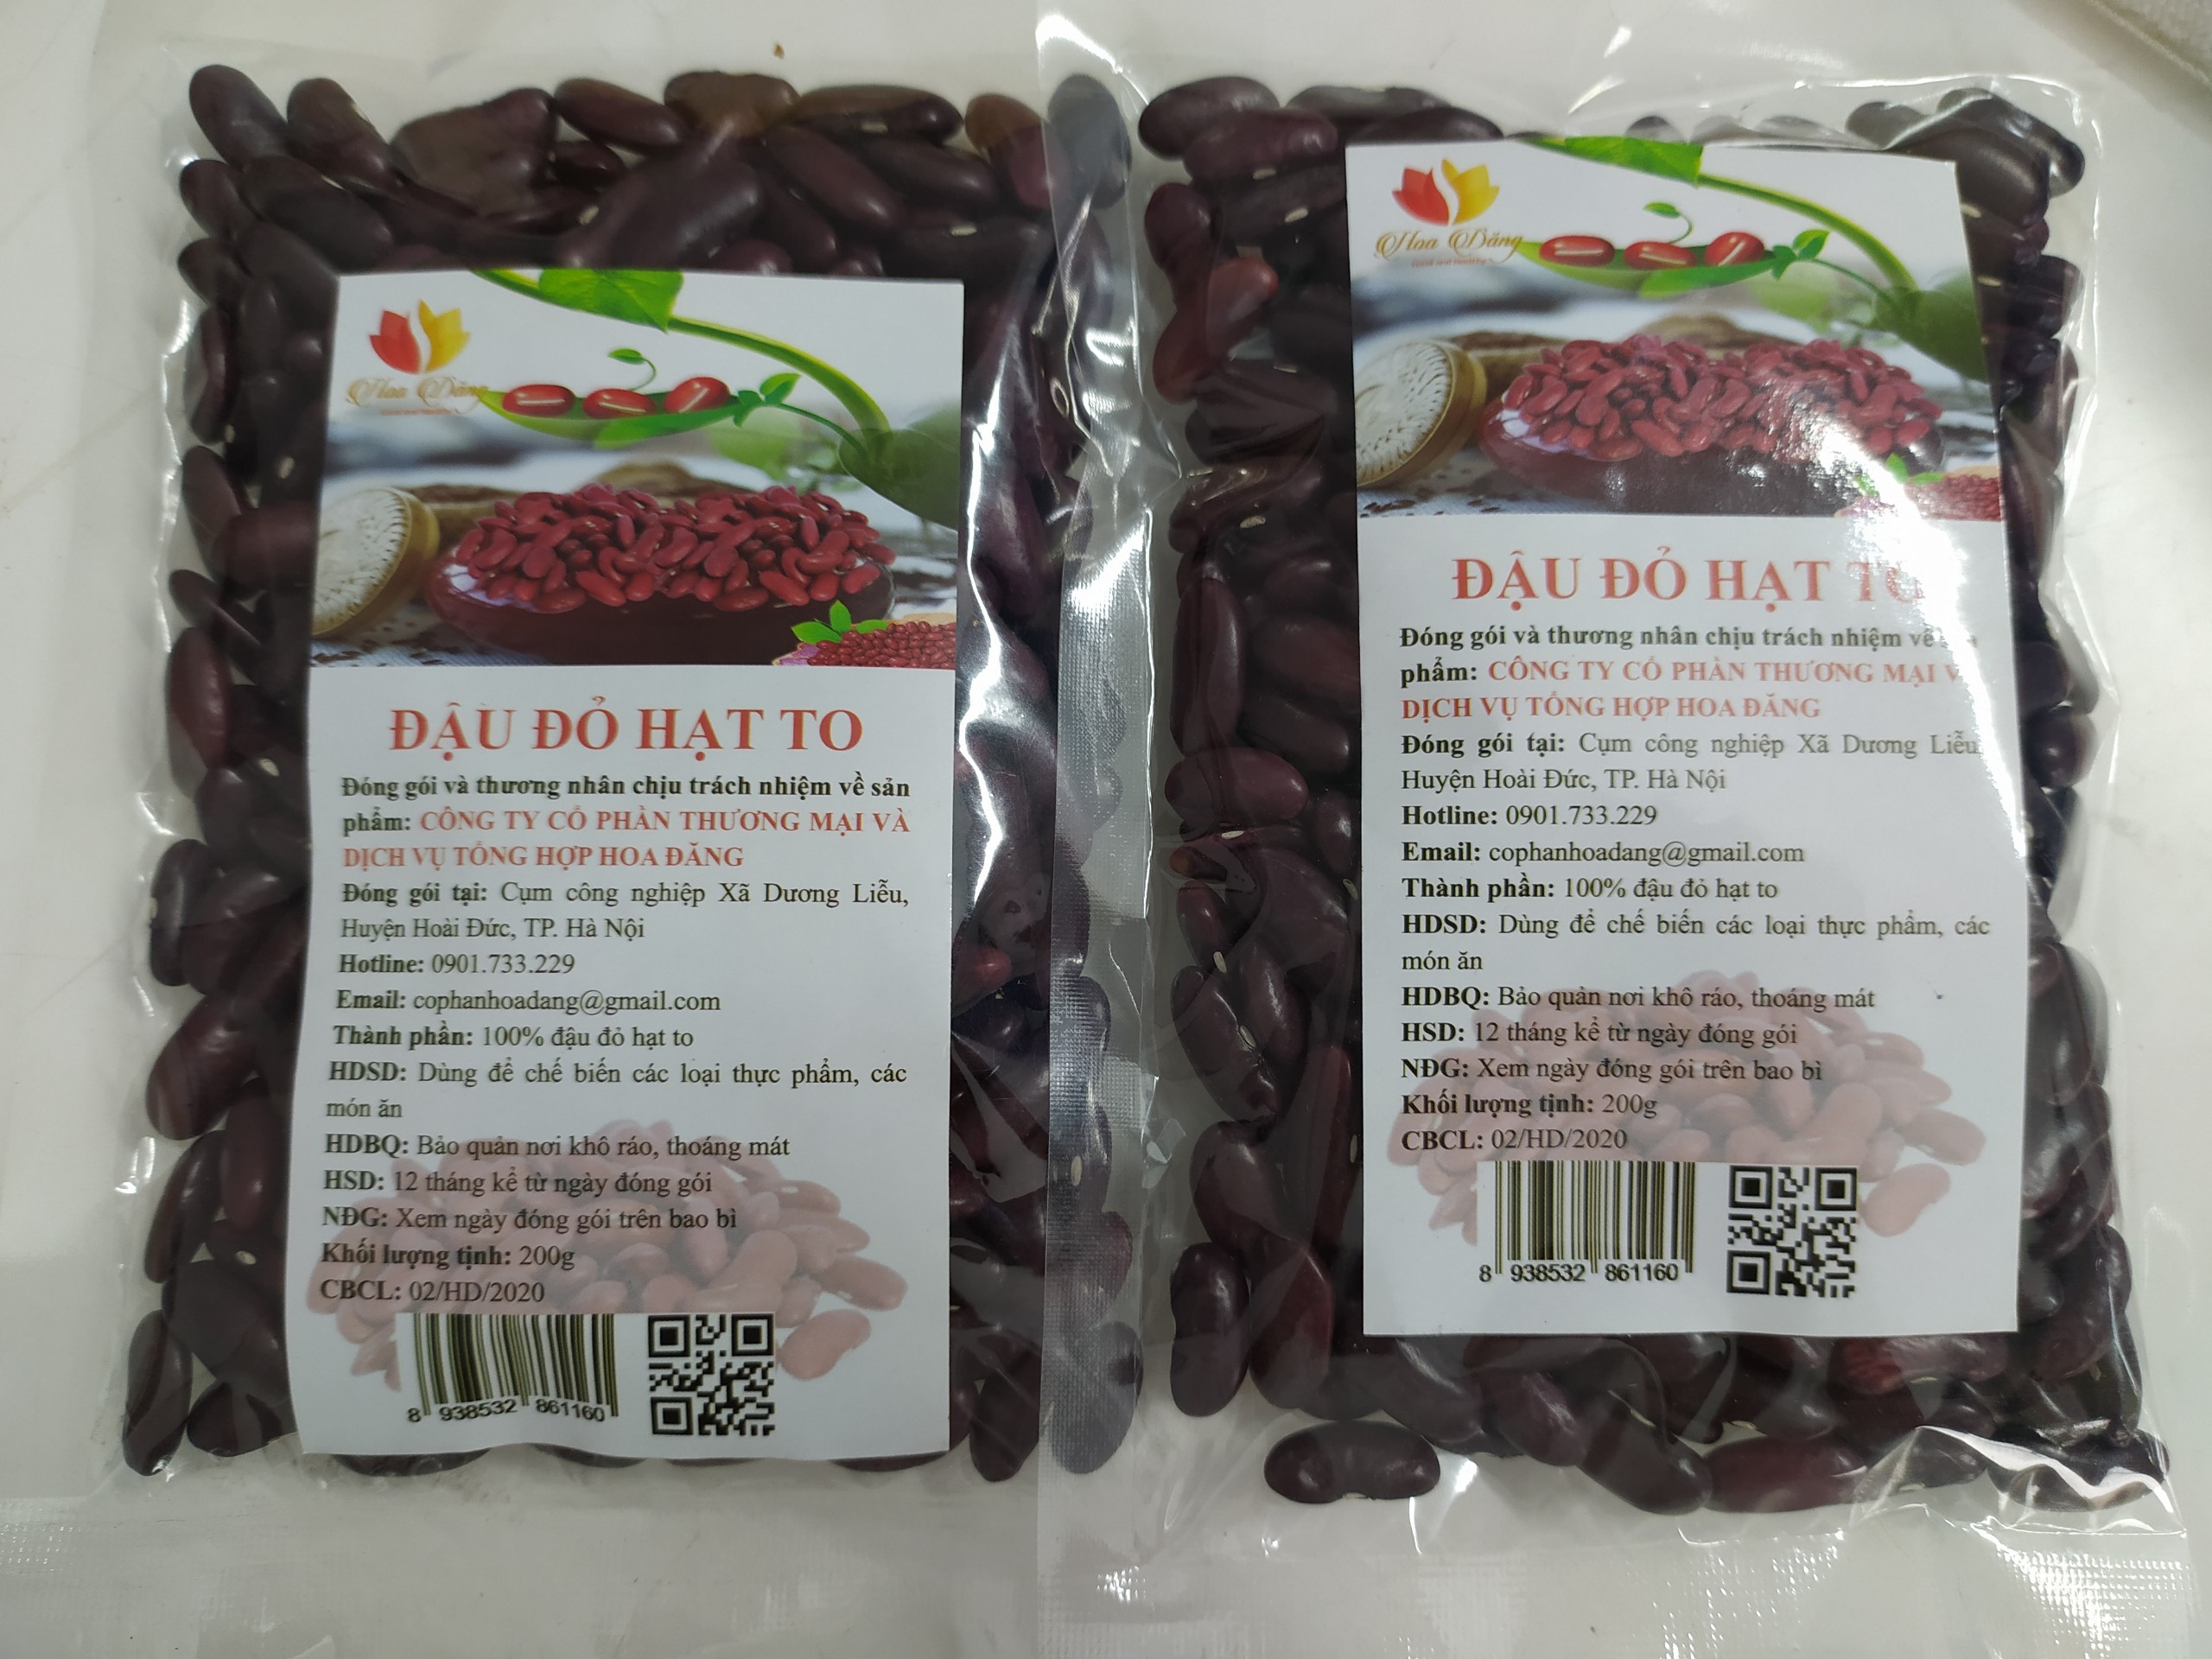 Hoa Đăng
ĐẬU ĐỎ HẠT TO
Đóng gói và thương nhân chịu trách nhiệm về sản
phẩm: CÔNG TY CỔ PHẦN THƯƠNG MẠI VÀ
DỊCH VỤ TỔNG HỢP HOA ĐĂNG
Đóng gói tại: Cụm công nghiệp Xã Dương Liễu,
Huyện Hoài Đức, TP. Hà Nội
Hotline: 0901.733.229
Email: cophanhoadang@gmail.com
Thành phần: 100% đậu đỏ hạt to
HDSD: Dùng để chế biến các loại thực phẩm, các
món ăn
HDBQ: Bảo quản nơi khô ráo, thoáng mát
HSD: 12 tháng kể từ ngày đóng gói
NĐG: Xem ngày đóng gói trên bao bì
Khối lượng tịnh: 200g
CBCL: 02/HD/2020
8 938532 861160
Hoa Đăng
ĐẬU ĐỎ HẠT TO
Đóng gói và thương nhân chịu trách nhiệm về
phẩm: CÔNG TY CỔ PHẦN THƯƠNG MẠI V
DỊCH VỤ TỔNG HỢP HOA ĐĂNG
Đóng gói tại: Cụm công nghiệp Xã Dương Liễu,
Huyện Hoài Đức, TP. Hà Nội
Hotline: 0901.733.229
Email: cophanhoadang@gmail.com
Thành phần: 100% đậu đỏ hạt to
HDSD: Dùng để chế biến các loại thực phẩm, các
món ăn
HDBQ: Bảo quản nơi khô ráo, thoáng mát
HSD: 12 tháng kể từ ngày đóng gói
NĐG: Xem ngày đóng gói trên bao bì
Khối lượng tịnh: 200g
CBCL: 02/HD/2020
8 938532 861160